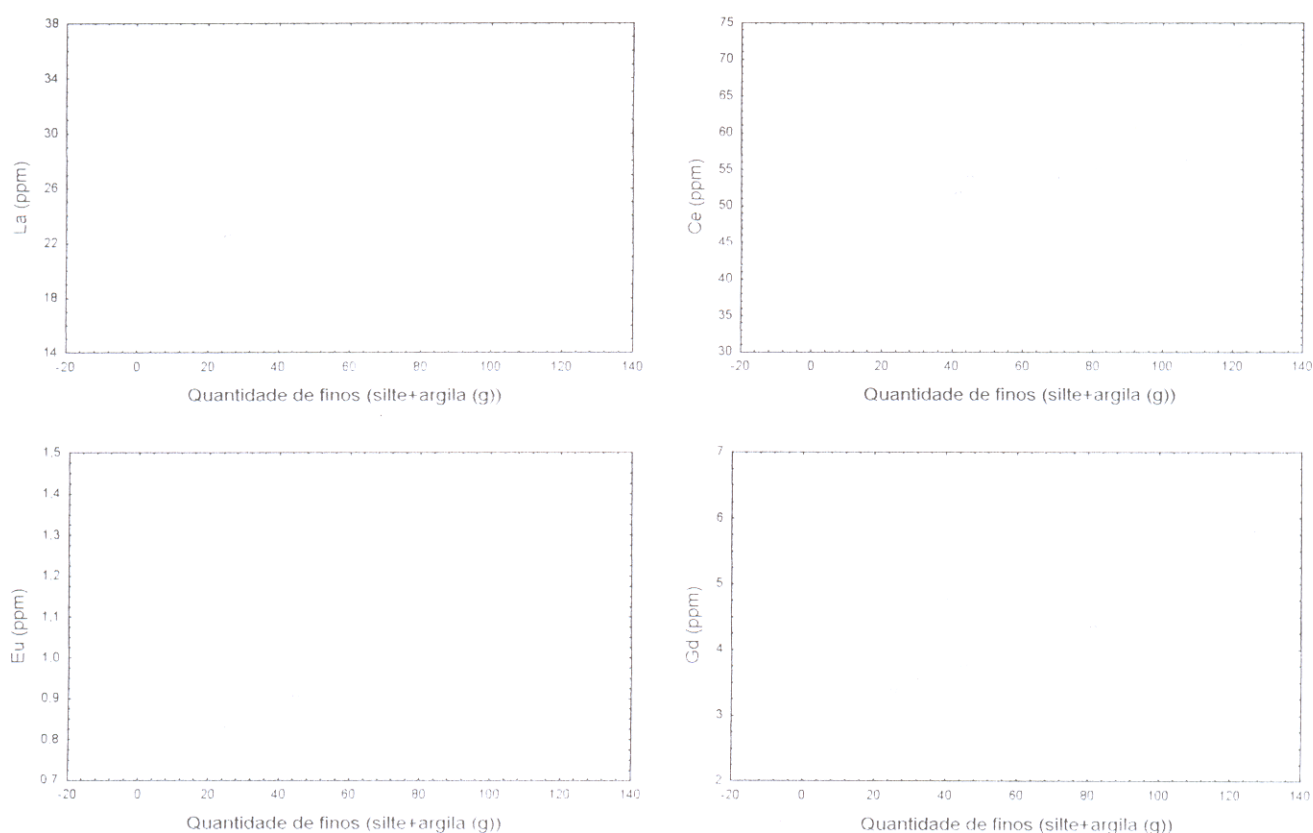 38
34
30
26
22
18
14
La (ppm)
-20 0 20 40 60 80 100 120 140
Quantidade de finos (silte+argila (g))
75
70
65
60
55
50
45
40
35
30
Ce (ppm)
-20 0 20 40 60 80 100 120 140
Quantidade de finos (silte+argila (g))
1.5
1.4
1.3
1.2
1.1
1.0
0.9
0.8
0.7
Eu (ppm)
-20 0 20 40 60 80 100 120 140
Quantidade de finos (silte+argila (g))
7
6
5
4
3
2
Gd (ppm)
-20 0 20 40 60 80 100 120 140
Quantidade de finos (silte+argila (g))